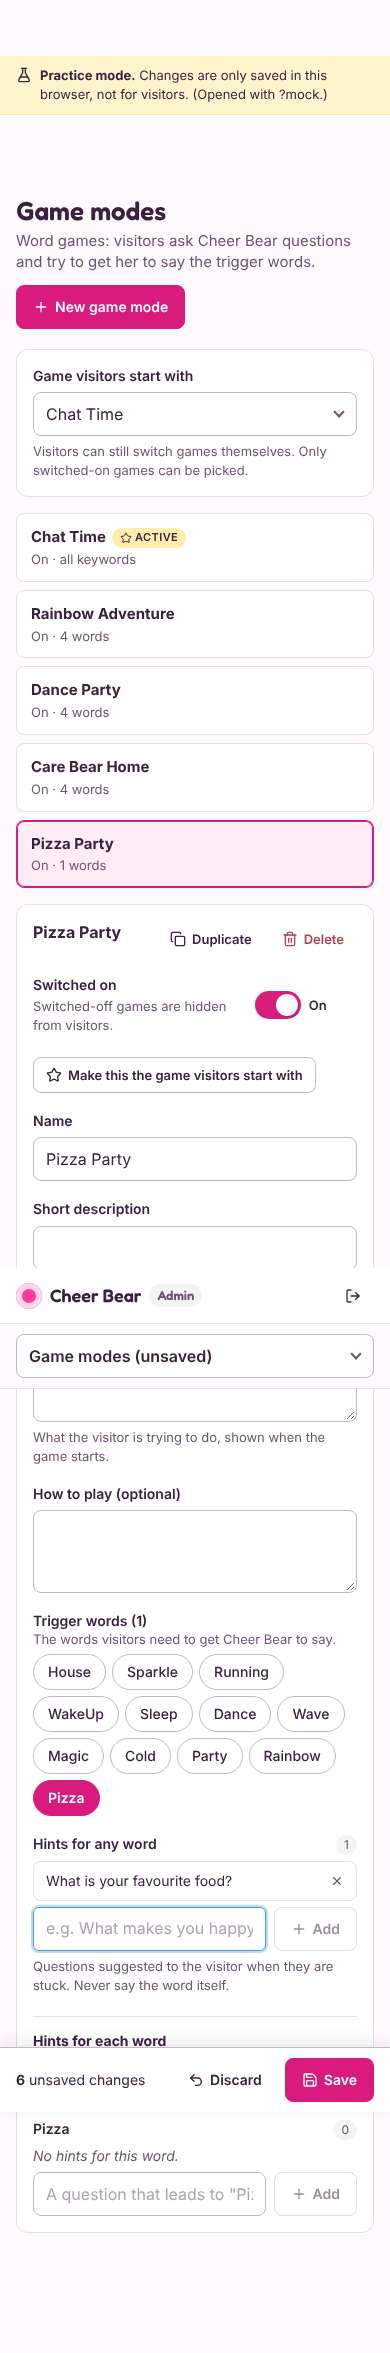 Practice mode. Changes are only saved in this
browser, not for visitors. (Opened with ?mock.)
Game modes
Word games: visitors ask Cheer Bear questions
and try to get her to say the trigger words.
+ New game mode
Game visitors start with
Chat Time
Visitors can still switch games themselves. Only
switched-on games can be picked.
Chat Time ACTIVE
On · all keywords
Rainbow Adventure
On · 4 words
Dance Party
On · 4 words
Care Bear Home
On · 4 words
Pizza Party
On · 1 words
Pizza Party Duplicate Delete
Switched on
Switched-off games are hidden
from visitors.
On
Make this the game visitors start with
Name
Pizza Party
Short description
Cheer Bear Admin
Game modes (unsaved)
What the visitor is trying to do, shown when the
game starts.
How to play (optional)
Trigger words (1)
The words visitors need to get Cheer Bear to say.
House Sparkle Running
WakeUp Sleep Dance Wave
Magic Cold Party Rainbow
Pizza
Hints for any word 1
What is your favourite food?
e.g. What makes you happy + Add
Questions suggested to the visitor when they are
stuck. Never say the word itself.
Hints for each word
6 unsaved changes Discard Save
Pizza 0
No hints for this word.
A question that leads to "Piz + Add